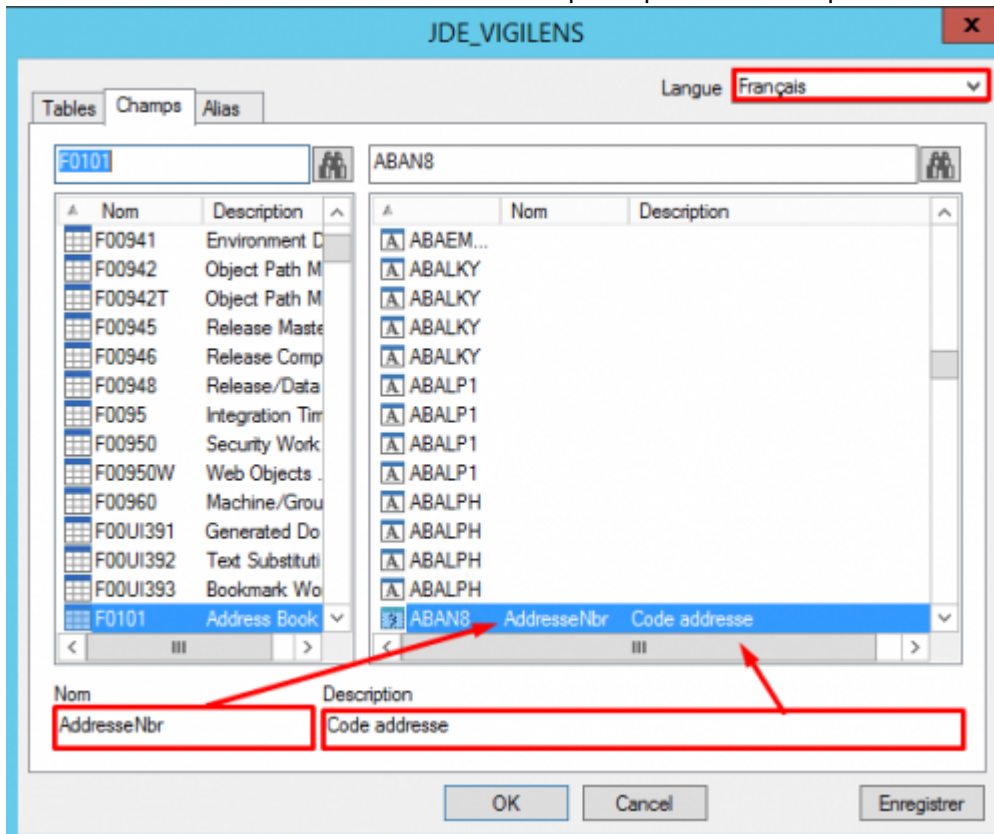 JDE_VIGILENS
x
Langue Français
Tables Champs Alias
F0101 ABAN8
Nom Description Nom Description
F00941 Environment D ABAEM...
F00942 Object Path M ABALKY
F00942T Object Path M ABALKY
F00945 Release Maste ABALKY
F00946 Release Comp ABALKY
F00948 Release/Data ABALP1
F0095 Integration Tim ABALP1
F00950 Security Work ABALP1
F00950W Web Objects . ABALP1
F00960 Machine/Grou ABALPH
F00UI391 Generated Do ABALPH
F00UI392 Text Substituti ABALPH
F00UI393 Bookmark Wo ABALPH
F0101 Address Book ABAN8 AddresseNbr Code addresse
Nom Description
AddresseNbr Code addresse
OK Cancel Enregistrer